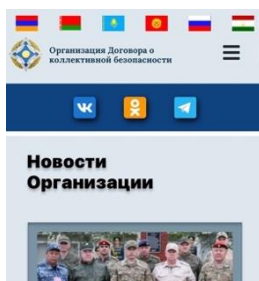 Организация Договора о
коллективной безопасности
Новости
Организации